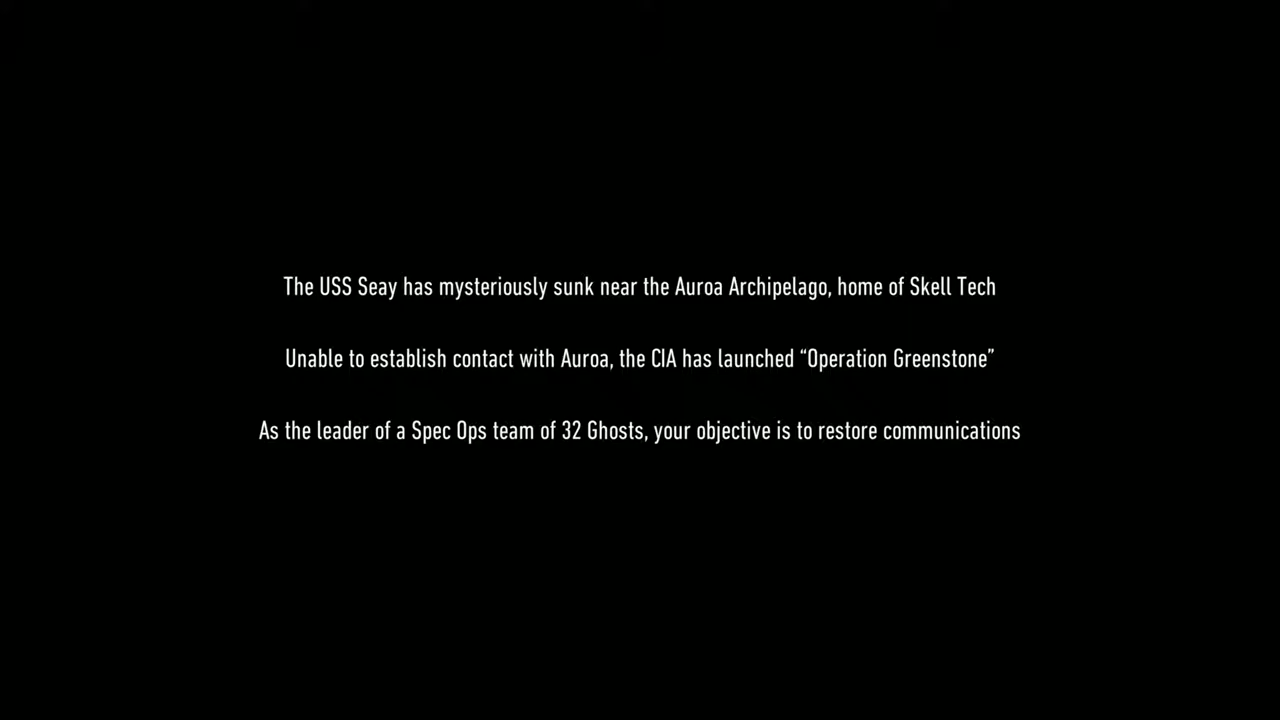 The USS Seay has mysteriously sunk near the Auroa Archipelago, home of Skell Tech
Unable to establish contact with Auroa, the CIA has launched “Operation Greenstone”
As the leader of a Spec Ops team of 32 Ghosts, your objective is to restore communications